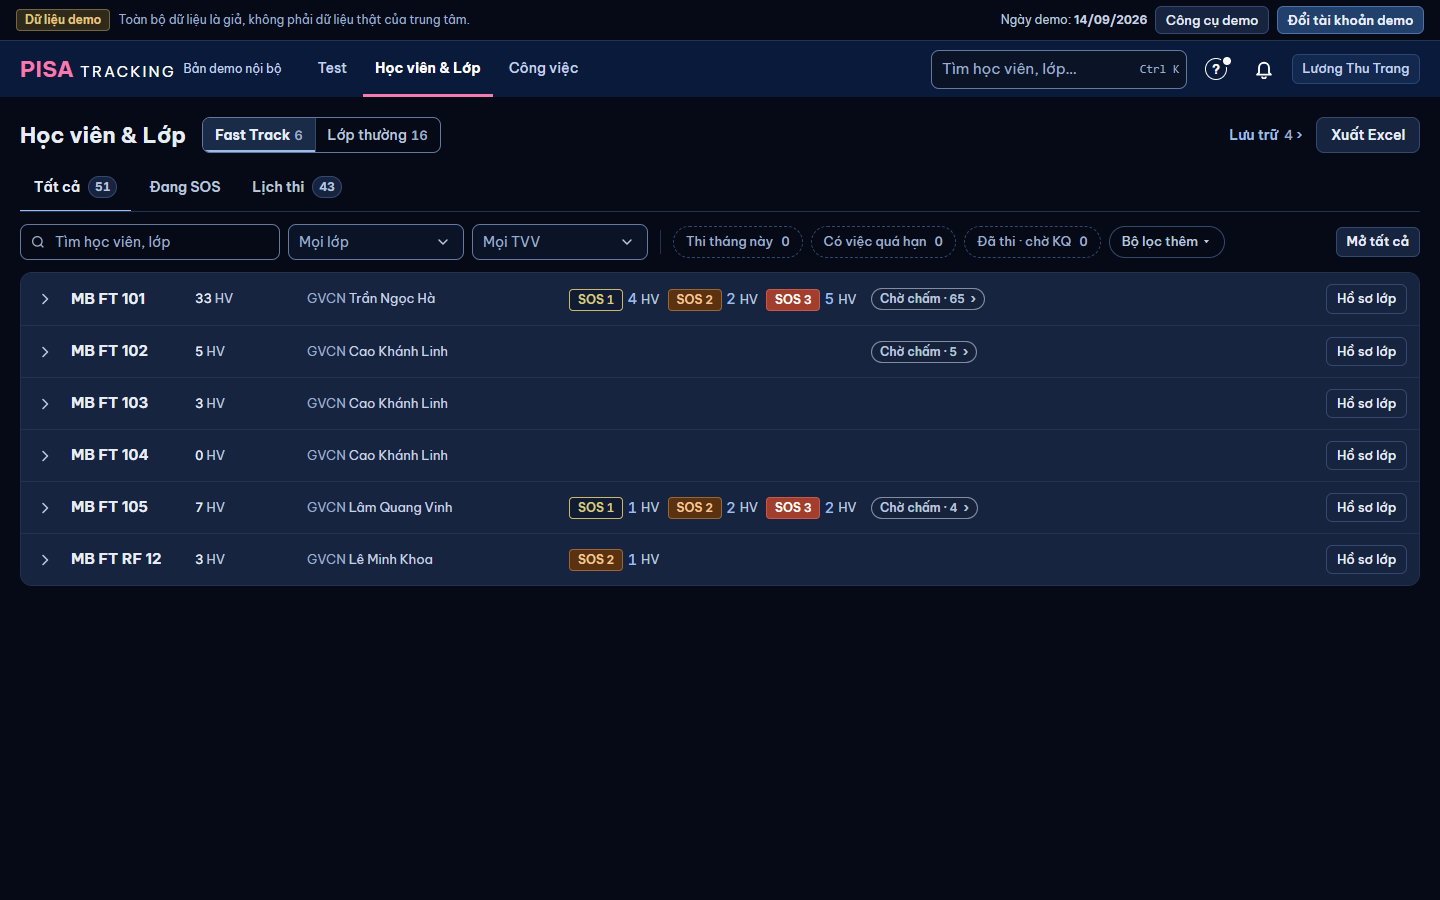 Dữ liệu demo Toàn bộ dữ liệu là giả, không phải dữ liệu thật của trung tâm. Ngày demo: 14/09/2026 Công cụ demo Đổi tài khoản demo
PISA TRACKING Bản demo nội bộ Test Học viên & Lớp Công việc Tìm học viên, lớp... Ctrl K ? Lương Thu Trang
Học viên & Lớp Fast Track 6 Lớp thường 16 Lưu trữ 4 › Xuất Excel
Tất cả 51 Đang SOS Lịch thi 43
Tìm học viên, lớp Mọi lớp Mọi TVV Thi tháng này 0 Có việc quá hạn 0 Đã thi · chờ KQ 0 Bộ lọc thêm Mở tất cả
MB FT 101 33 HV GVCN Trần Ngọc Hà SOS 1 4 HV SOS 2 2 HV SOS 3 5 HV Chờ chấm · 65 › Hồ sơ lớp
MB FT 102 5 HV GVCN Cao Khánh Linh Chờ chấm · 5 › Hồ sơ lớp
MB FT 103 3 HV GVCN Cao Khánh Linh Hồ sơ lớp
MB FT 104 0 HV GVCN Cao Khánh Linh Hồ sơ lớp
MB FT 105 7 HV GVCN Lâm Quang Vinh SOS 1 1 HV SOS 2 2 HV SOS 3 2 HV Chờ chấm · 4 › Hồ sơ lớp
MB FT RF 12 3 HV GVCN Lê Minh Khoa SOS 2 1 HV Hồ sơ lớp